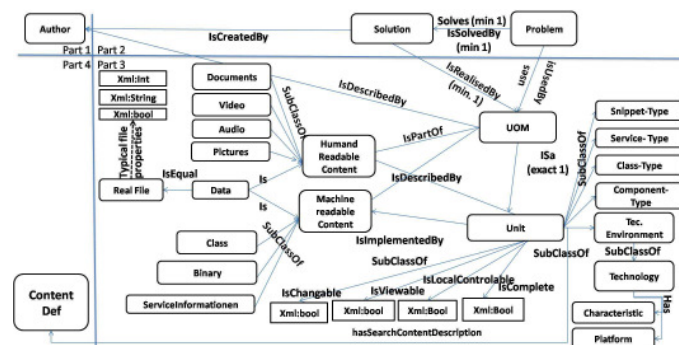 Author
Solution
Solves (min 1)
IsSolvedBy
(min 1)
Problem
IsCreatedBy
Part 1
Part 2
Part 4
Part 3
Xml:Int
Xml:String
Xml:bool
Typical file
properties
Real File
IsEqual
Data
Is
Is
Documents
Video
Audio
Pictures
SubClassOf
Humand
Readable
Content
Machine
readable
Content
IsDescribedBy
IsRealisedBy
(min. 1)
uses
isUsedBy
UOM
IsPartOf
IsDescribedBy
ISa
(exact 1)
Unit
SubClassOf
Snippet-Type
Service- Type
Class-Type
Component-
Type
Tec.
Environment
SubClassOf
SubClassOf
Technology
Has
Characteristic
Platform
Class
Binary
ServiceInformationen
SubClassOf
IsImplementedBy
SubClassOf
IsLocalControlable
IsChangable
IsViewable
IsComplete
Xml:bool
Xml:bool
Xml:Bool
Xml:Bool
hasSearchContentDescription
Content
Def